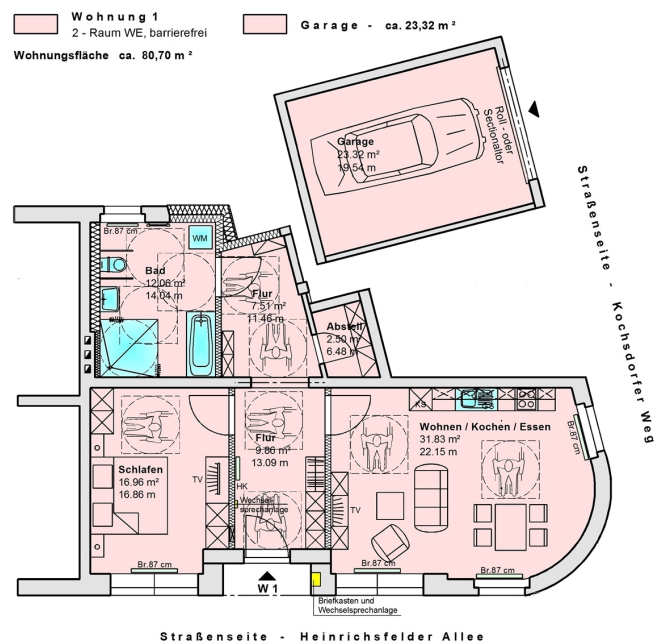 Wohnung 1
2 - Raum WE, barrierefrei
Garage - ca. 23,32 m²
Wohnungsfläche ca. 80,70 m²
Garage
23.32 m²
19.54 m
Roll - oder
Sectionaltor
Straßenseite - Kochsdorfer Weg
Br.87 cm
WM
Bad
12.06 m²
14.04 m
Flur
7.51 m²
11.46 m
Abstell
2.50 m²
6.48 m
KS
GS
Wohnen / Kochen / Essen
31.83 m²
22.15 m
Br.87 cm
Flur
9.86 m²
13.09 m
Schlafen
16.96 m²
16.86 m
TV
HK
Wechsel-
sprechanlage
TV
Br.87 cm
Br.87 cm
Br.87 cm
W 1
Briefkasten und
Wechselsprechanlage
Straßenseite - Heinrichsfelder Allee